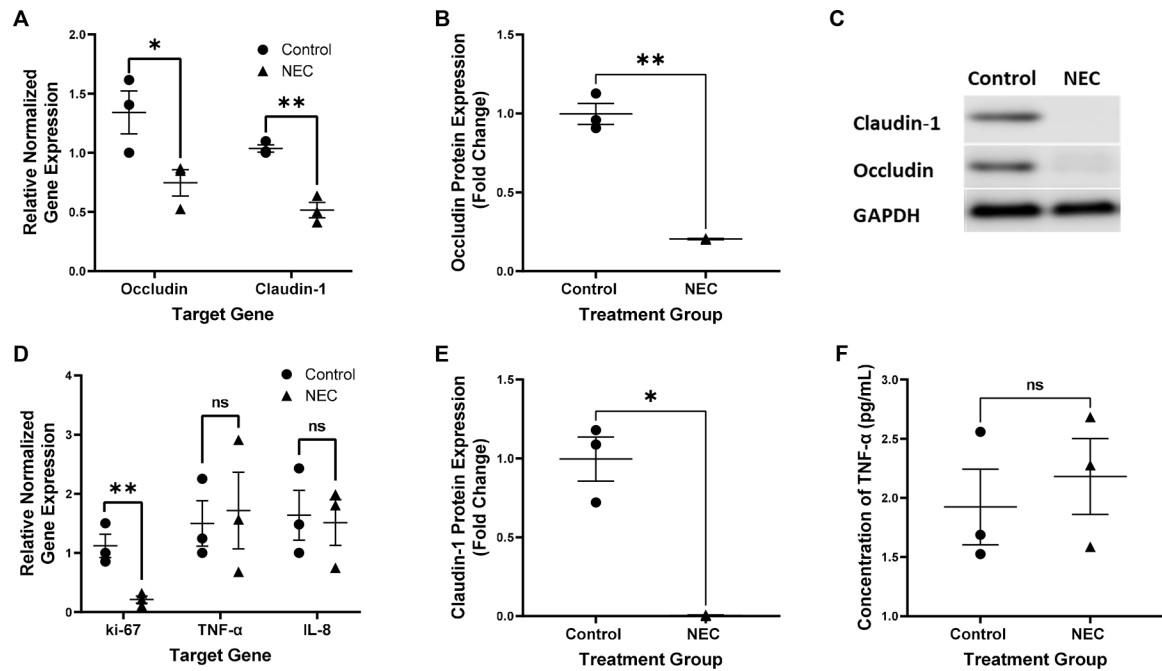 A
Relative Normalized
Gene Expression
2.0
1.5
1.0
0.5
0.0
*
**
Control
NEC
Occludin
Claudin-1
Target Gene
B
Occludin Protein Expression
(Fold Change)
1.5
1.0
0.5
0.0
**
Control
NEC
Treatment Group
C
Control
NEC
Claudin-1
Occludin
GAPDH
D
Relative Normalized
Gene Expression
4
3
2
1
0
**
ns
ns
Control
NEC
ki-67
TNF-α
IL-8
Target Gene
E
Claudin-1 Protein Expression
(Fold Change)
1.5
1.0
0.5
0.0
*
Control
NEC
Treatment Group
F
Concentration of TNF-α (pg/mL)
3.0
2.5
2.0
1.5
1.0
ns
Control
NEC
Treatment Group